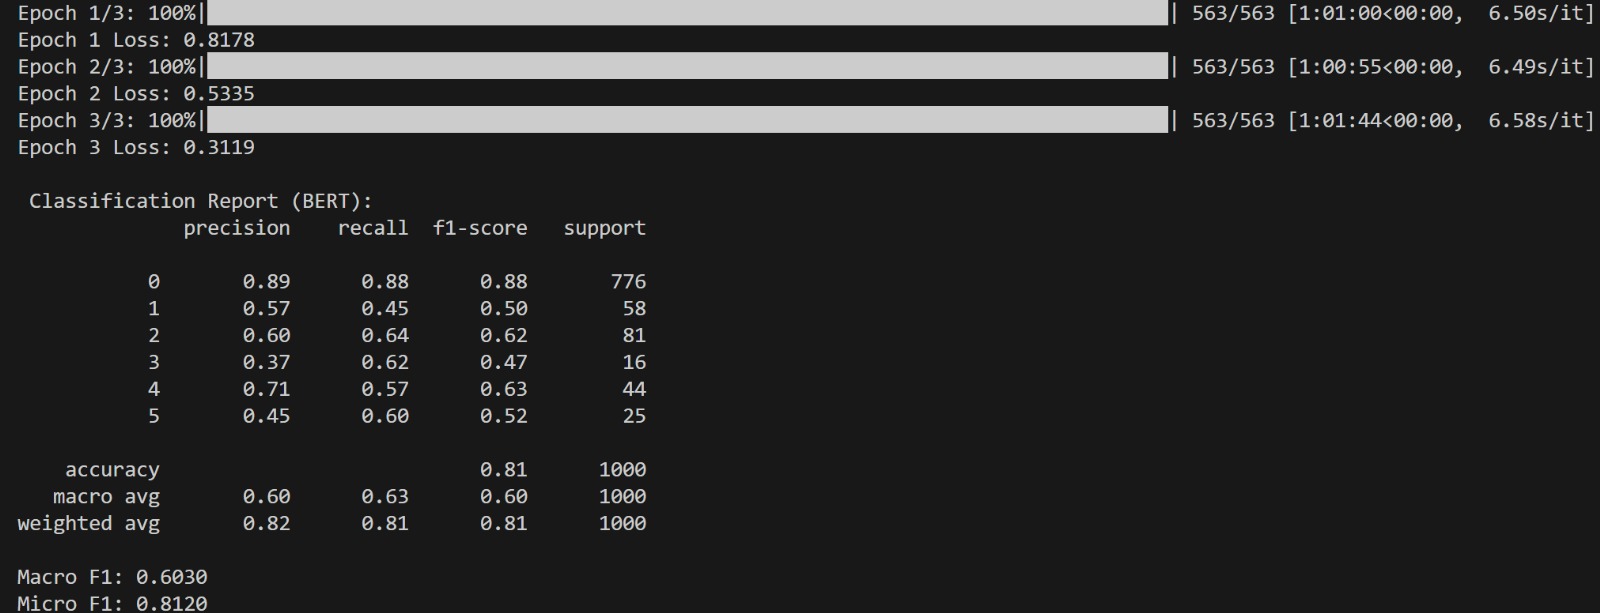 Epoch 1/3: 100%|██████████| 563/563 [1:01:00<00:00,  6.50s/it]
Epoch 1 Loss: 0.8178
Epoch 2/3: 100%|██████████| 563/563 [1:00:55<00:00,  6.49s/it]
Epoch 2 Loss: 0.5335
Epoch 3/3: 100%|██████████| 563/563 [1:01:44<00:00,  6.58s/it]
Epoch 3 Loss: 0.3119
Classification Report (BERT):
precision    recall  f1-score   support
0       0.89      0.88      0.88       776
1       0.57      0.45      0.50        58
2       0.60      0.64      0.62        81
3       0.37      0.62      0.47        16
4       0.71      0.57      0.63        44
5       0.45      0.60      0.52        25
accuracy                           0.81      1000
macro avg       0.60      0.63      0.60      1000
weighted avg       0.82      0.81      0.81      1000
Macro F1: 0.6030
Micro F1: 0.8120